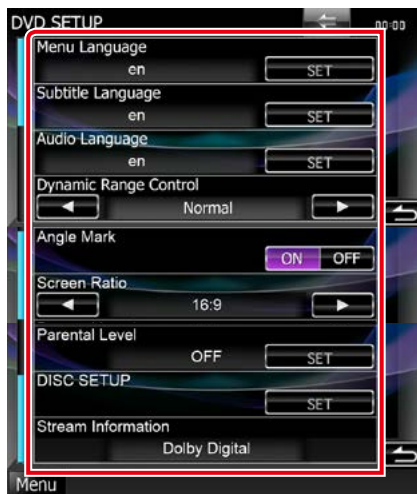 DVD SETUP 00:00
Menu Language
en SET
Subtitle Language
en SET
Audio Language
en SET
Dynamic Range Control
Normal
Angle Mark
ON OFF
Screen Ratio
16:9
Parental Level
OFF SET
DISC SETUP
SET
Stream Information
Dolby Digital
Menu